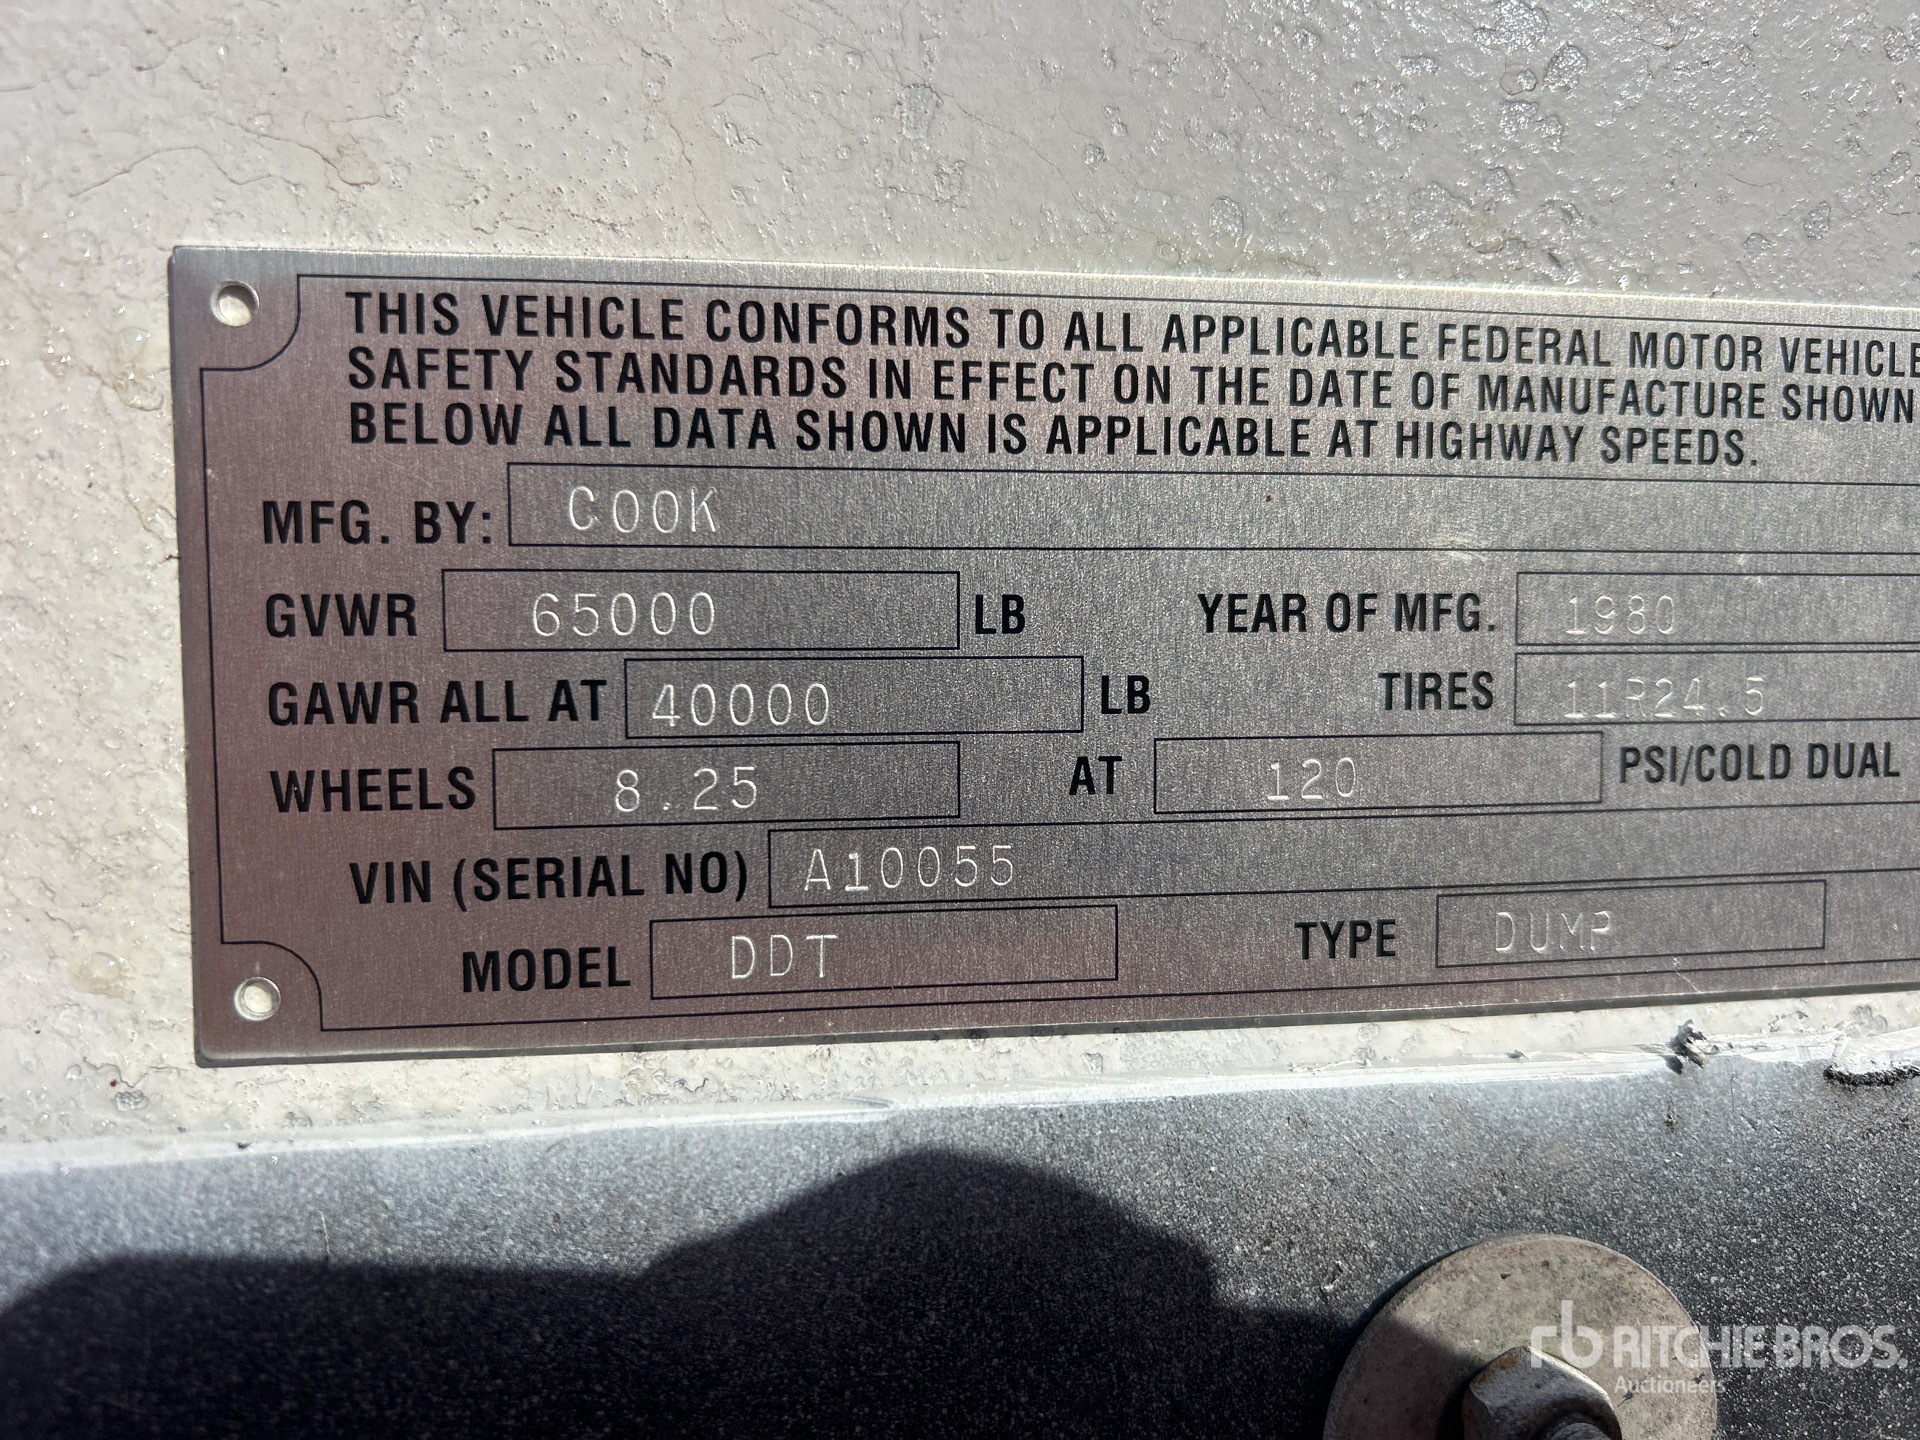 THIS VEHICLE CONFORMS TO ALL APPLICABLE FEDERAL MOTOR VEHICLE
SAFETY STANDARDS IN EFFECT ON THE DATE OF MANUFACTURE SHOWN
BELOW ALL DATA SHOWN IS APPLICABLE AT HIGHWAY SPEEDS.
MFG. BY: COOK
GVWR 65000 LB YEAR OF MFG. 1980
GAWR ALL AT 40000 LB TIRES 11R24.5
WHEELS 8.25 AT 120 PSI/COLD DUAL
VIN (SERIAL NO) A10055
MODEL DDT TYPE DUMP
rb RITCHIE BROS.
Auctioneers